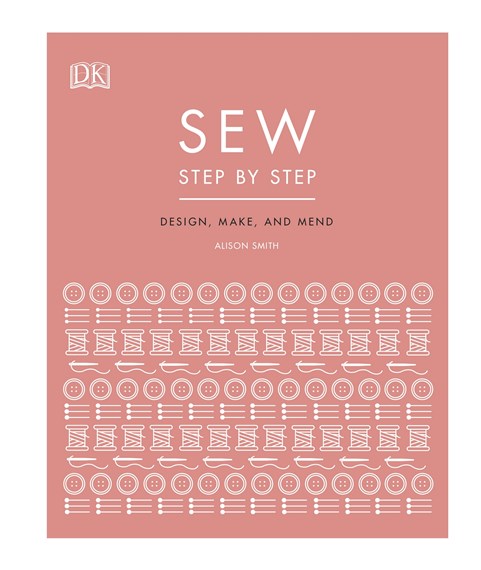 DK
SEW
STEP BY STEP
DESIGN, MAKE, AND MEND
ALISON SMITH